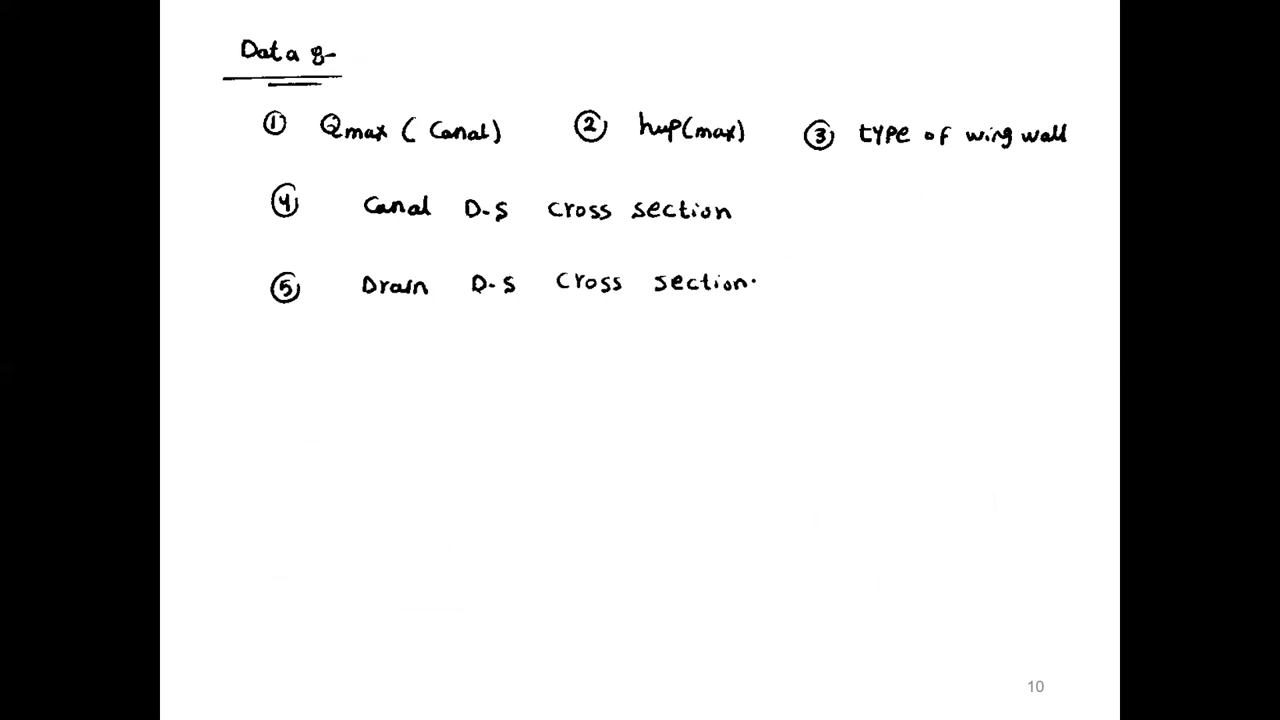 Data :-
① Qmax (Canal) ② hup(max) ③ type of wing wall
④ Canal D.S cross section
⑤ Drain D.S cross section.
10